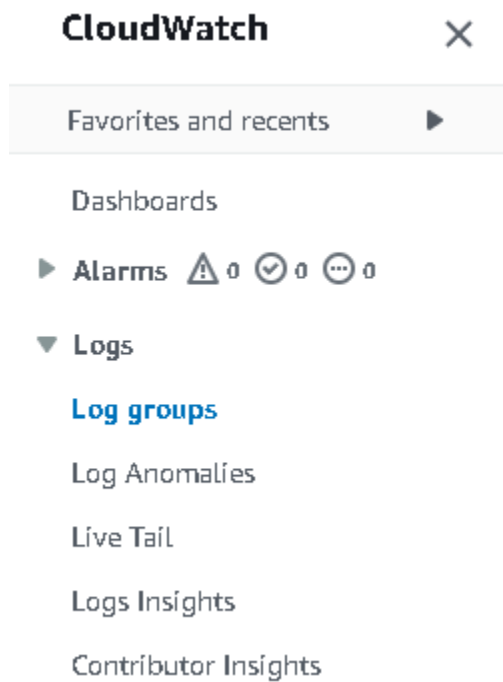 CloudWatch
Favorites and recents
Dashboards
Alarms 0 0 0
Logs
Log groups
Log Anomalies
Live Tail
Logs Insights
Contributor Insights